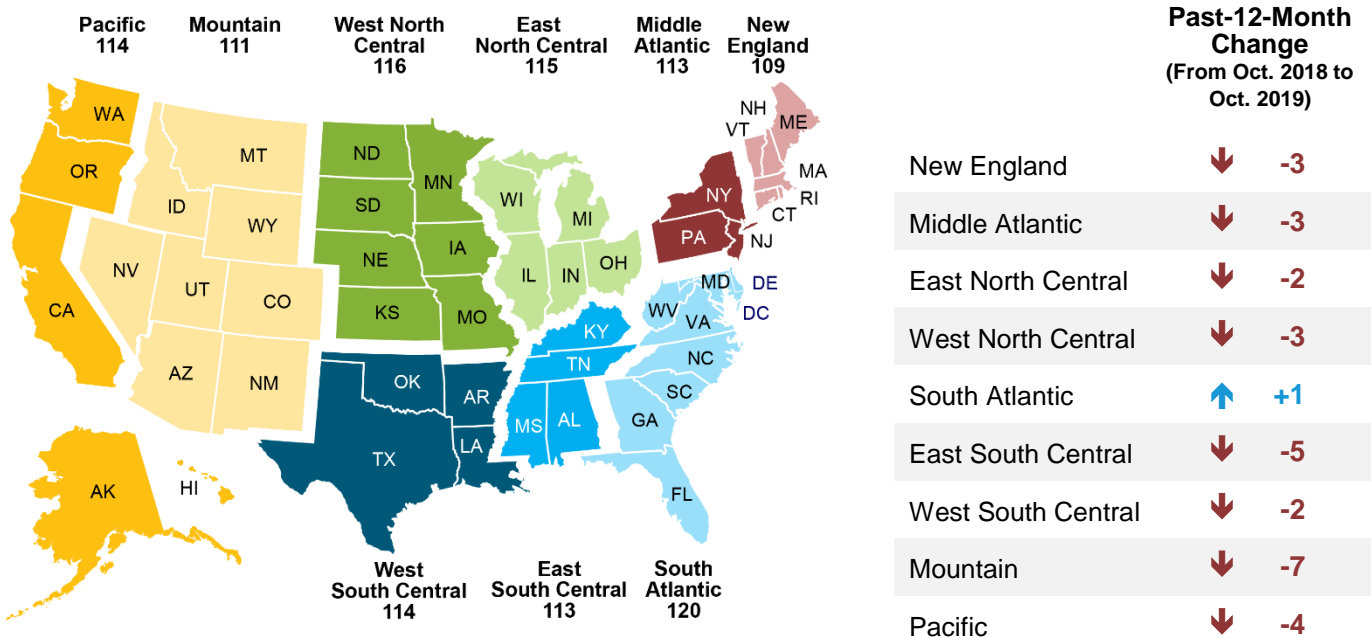 Pacific
114
Mountain
111
West North
Central
116
East
North Central
115
Middle
Atlantic
113
New
England
109
WA
OR
CA
MT
ID
WY
NV
UT
CO
AZ
NM
ND
SD
NE
KS
MN
IA
MO
WI
MI
IL
IN
OH
NY
PA
NJ
NH
VT
ME
MA
RI
CT
MD
DE
DC
WV
VA
NC
SC
GA
FL
KY
TN
MS
AL
OK
AR
TX
LA
AK
HI
West
South Central
114
East
South Central
113
South
Atlantic
120
Past-12-Month
Change
(From Oct. 2018 to
Oct. 2019)
New England -3
Middle Atlantic -3
East North Central -2
West North Central -3
South Atlantic +1
East South Central -5
West South Central -2
Mountain -7
Pacific -4